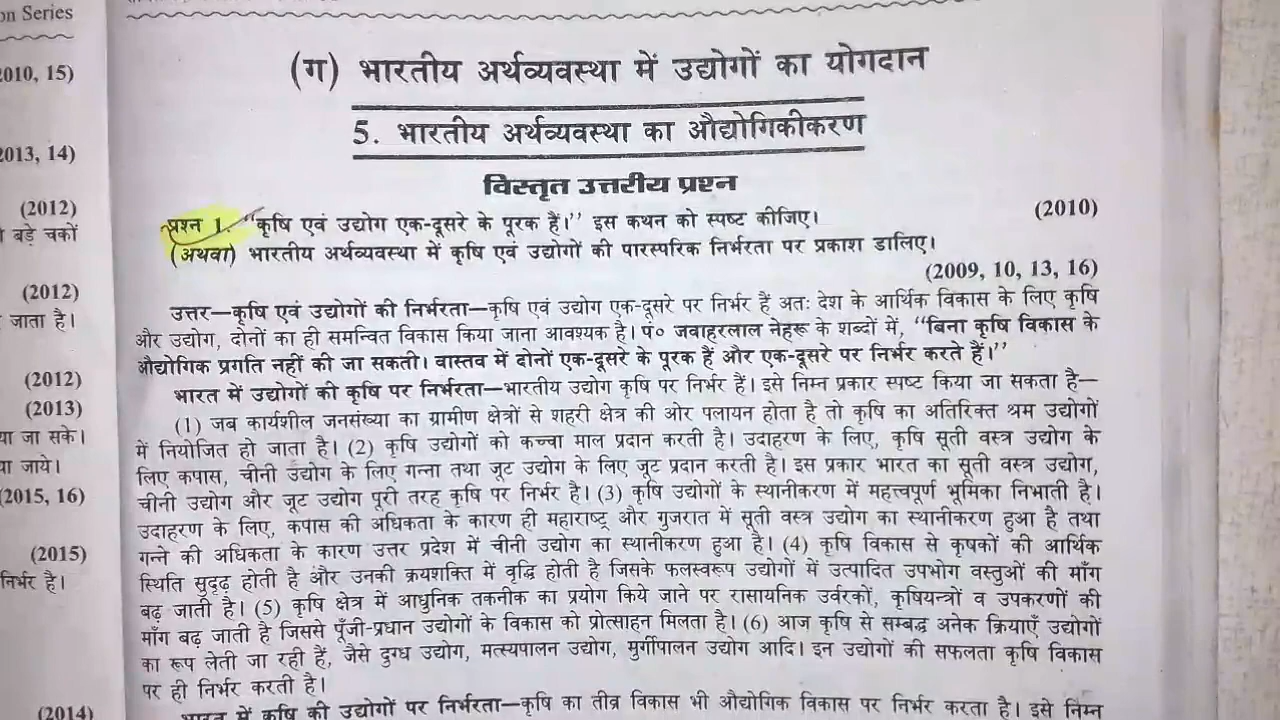 on Series
2010, 15)
2013, 14)
(2012)
बड़े चकों
(2012)
जाता है।
(2012)
(2013)
या जा सके।
या जाये।
(2015, 16)
(2015)
निर्भर है।
(2014)
(ग) भारतीय अर्थव्यवस्था में उद्योगों का योगदान
5. भारतीय अर्थव्यवस्था का औद्योगिकीकरण
विस्तृत उत्तरीय प्रश्न
प्रश्न 1. ‘‘कृषि एवं उद्योग एक-दूसरे के पूरक हैं।’’ इस कथन को स्पष्ट कीजिए। (2010)
(अथवा) भारतीय अर्थव्यवस्था में कृषि एवं उद्योगों की पारस्परिक निर्भरता पर प्रकाश डालिए।
(2009, 10, 13, 16)
उत्तर—कृषि एवं उद्योगों की निर्भरता—कृषि एवं उद्योग एक-दूसरे पर निर्भर हैं अतः देश के आर्थिक विकास के लिए कृषि
और उद्योग, दोनों का ही समन्वित विकास किया जाना आवश्यक है। पं० जवाहरलाल नेहरू के शब्दों में, ‘‘बिना कृषि विकास के
औद्योगिक प्रगति नहीं की जा सकती। वास्तव में दोनों एक-दूसरे के पूरक हैं और एक-दूसरे पर निर्भर करते हैं।’’
भारत में उद्योगों की कृषि पर निर्भरता—भारतीय उद्योग कृषि पर निर्भर हैं। इसे निम्न प्रकार स्पष्ट किया जा सकता है—
(1) जब कार्यशील जनसंख्या का ग्रामीण क्षेत्रों से शहरी क्षेत्र की ओर पलायन होता है तो कृषि का अतिरिक्त श्रम उद्योगों
में नियोजित हो जाता है। (2) कृषि उद्योगों को कच्चा माल प्रदान करती है। उदाहरण के लिए, कृषि सूती वस्त्र उद्योग के
लिए कपास, चीनी उद्योग के लिए गन्ना तथा जूट उद्योग के लिए जूट प्रदान करती है। इस प्रकार भारत का सूती वस्त्र उद्योग,
चीनी उद्योग और जूट उद्योग पूरी तरह कृषि पर निर्भर है। (3) कृषि उद्योगों के स्थानीकरण में महत्त्वपूर्ण भूमिका निभाती है।
उदाहरण के लिए, कपास की अधिकता के कारण ही महाराष्ट्र और गुजरात में सूती वस्त्र उद्योग का स्थानीकरण हुआ है तथा
गन्ने की अधिकता के कारण उत्तर प्रदेश में चीनी उद्योग का स्थानीकरण हुआ है। (4) कृषि विकास से कृषकों की आर्थिक
स्थिति सुदृढ़ होती है और उनकी क्रयशक्ति में वृद्धि होती है जिसके फलस्वरूप उद्योगों में उत्पादित उपभोग वस्तुओं की माँग
बढ़ जाती है। (5) कृषि क्षेत्र में आधुनिक तकनीक का प्रयोग किये जाने पर रासायनिक उर्वरकों, कृषियन्त्रों व उपकरणों की
माँग बढ़ जाती है जिससे पूँजी-प्रधान उद्योगों के विकास को प्रोत्साहन मिलता है। (6) आज कृषि से सम्बद्ध अनेक क्रियाएँ उद्योगों
का रूप लेती जा रही हैं, जैसे दुग्ध उद्योग, मत्स्यपालन उद्योग, मुर्गीपालन उद्योग आदि। इन उद्योगों की सफलता कृषि विकास
पर ही निर्भर करती है।
भारत में कृषि की उद्योगों पर निर्भरता—कृषि का तीव्र विकास भी औद्योगिक विकास पर निर्भर करता है। इसे निम्न